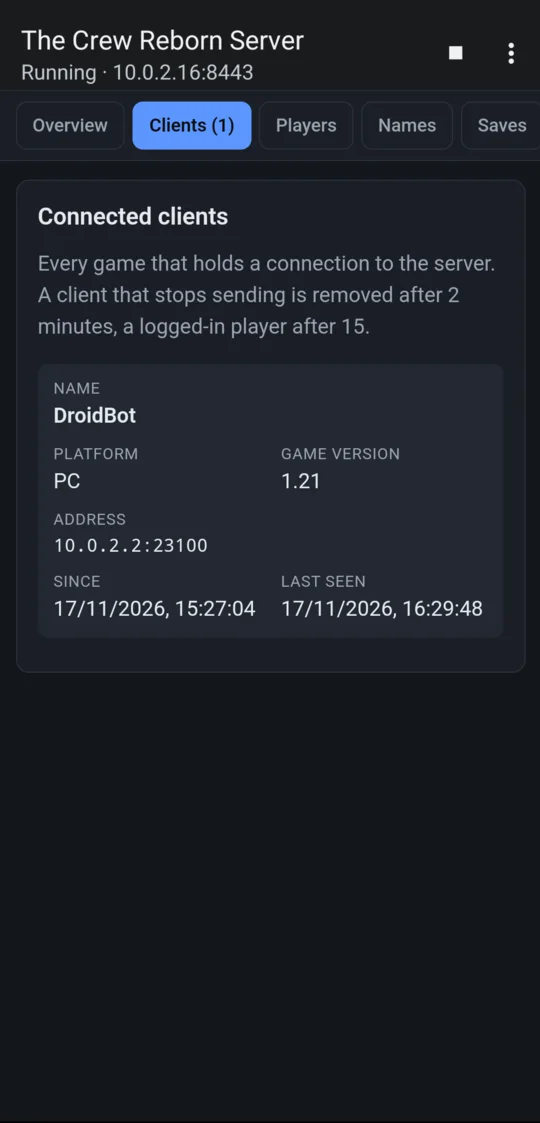 The Crew Reborn Server
Running · 10.0.2.16:8443
Overview
Clients (1)
Players
Names
Saves
Connected clients
Every game that holds a connection to the server.
A client that stops sending is removed after 2
minutes, a logged-in player after 15.
NAME
DroidBot
PLATFORM
GAME VERSION
PC
1.21
ADDRESS
10.0.2.2:23100
SINCE
LAST SEEN
17/11/2026, 15:27:04
17/11/2026, 16:29:48